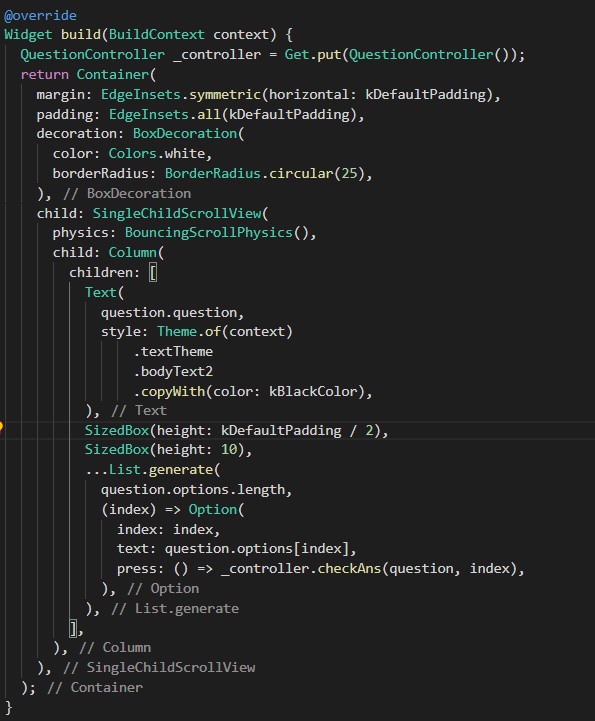 @override
Widget build(BuildContext context) {
  QuestionController _controller = Get.put(QuestionController());
  return Container(
    margin: EdgeInsets.symmetric(horizontal: kDefaultPadding),
    padding: EdgeInsets.all(kDefaultPadding),
    decoration: BoxDecoration(
      color: Colors.white,
      borderRadius: BorderRadius.circular(25),
    ), // BoxDecoration
    child: SingleChildScrollView(
      physics: BouncingScrollPhysics(),
      child: Column(
        children: [
          Text(
            question.question,
            style: Theme.of(context)
                .textTheme
                .bodyText2
                .copyWith(color: kBlackColor),
          ), // Text
          SizedBox(height: kDefaultPadding / 2),
          SizedBox(height: 10),
          ...List.generate(
            question.options.length,
            (index) => Option(
              index: index,
              text: question.options[index],
              press: () => _controller.checkAns(question, index),
            ), // Option
          ), // List.generate
        ],
      ), // Column
    ), // SingleChildScrollView
  ); // Container
}